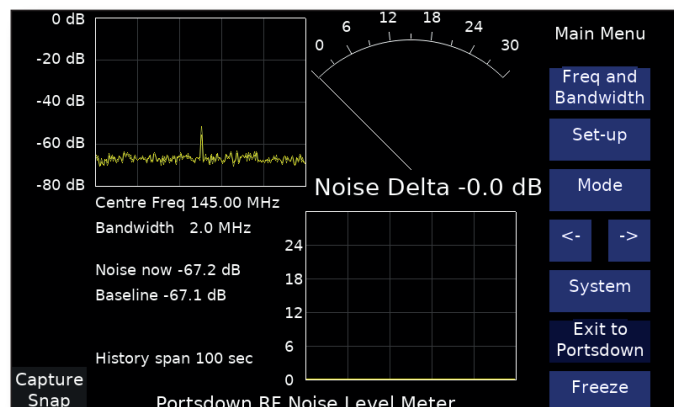 0 dB
-20 dB
-40 dB
-60 dB
-80 dB
0 6 12 18 24 30
Noise Delta -0.0 dB
Centre Freq 145.00 MHz
Bandwidth 2.0 MHz
Noise now -67.2 dB
Baseline -67.1 dB
History span 100 sec
24
18
12
6
0
Capture
Snap
Portsdown RF Noise Level Meter
Main Menu
Freq and
Bandwidth
Set-up
Mode
<- ->
System
Exit to
Portsdown
Freeze